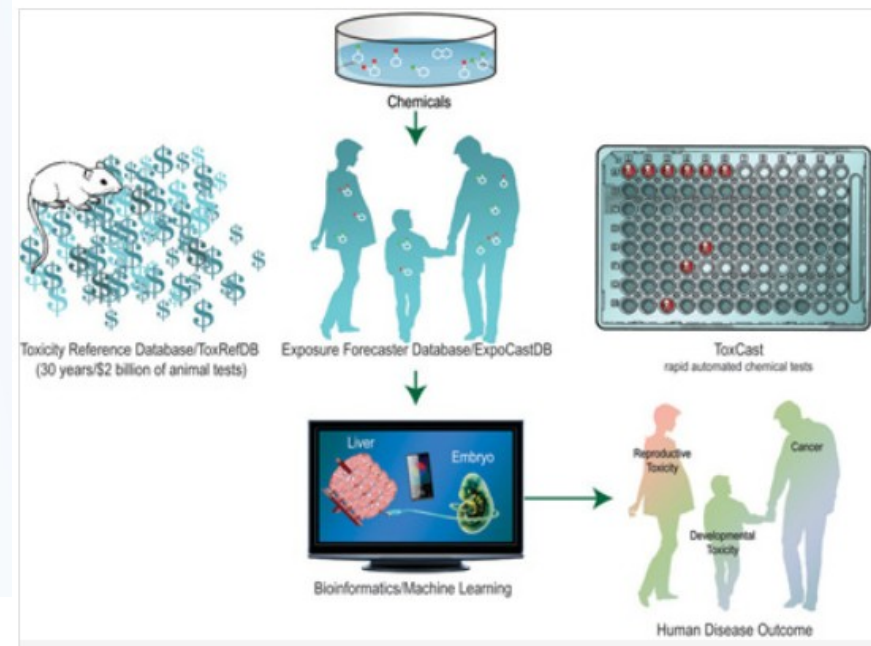 Chemicals
Toxicity Reference Database/ToxRefDB
(30 years/$2 billion of animal tests)
Exposure Forecaster Database/ExpoCastDB
ToxCast
rapid automated chemical tests
Liver
Embryo
Bioinformatics/Machine Learning
Reproductive
Toxicity
Cancer
Developmental
Toxicity
Human Disease Outcome